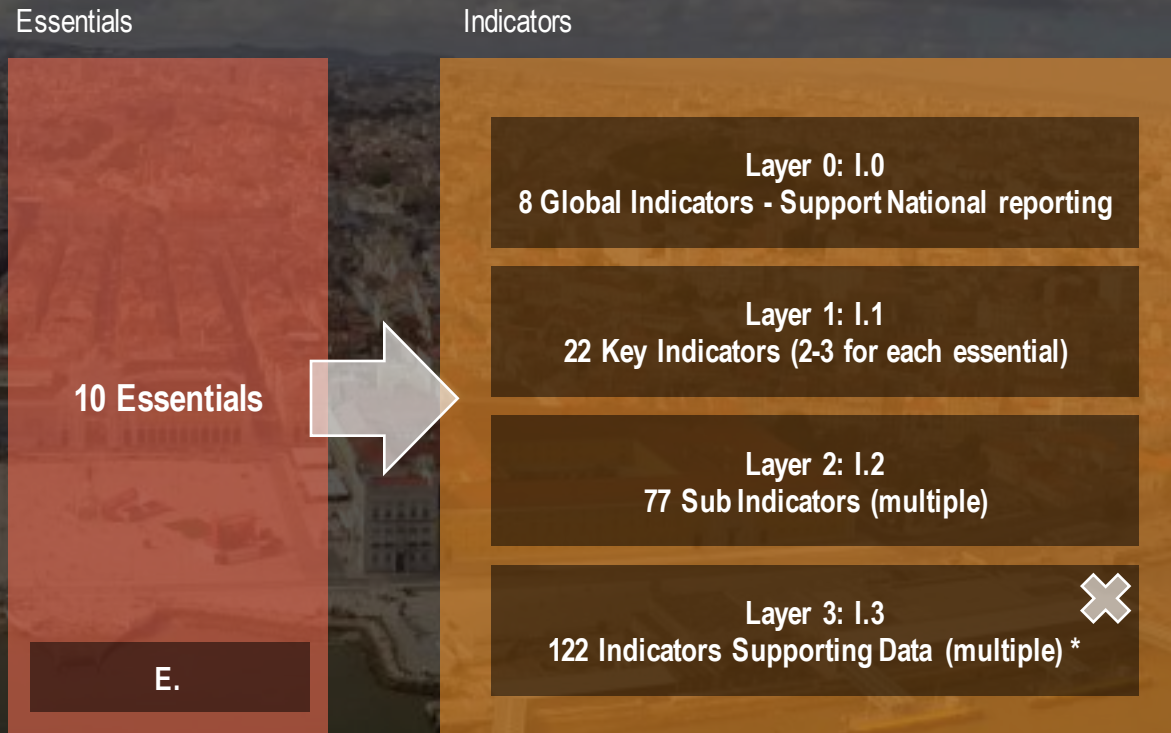 Essentials
Indicators
10 Essentials
E.
Layer 0: I.0
8 Global Indicators - Support National reporting
Layer 1: I.1
22 Key Indicators (2-3 for each essential)
Layer 2: I.2
77 Sub Indicators (multiple)
Layer 3: I.3
122 Indicators Supporting Data (multiple) *